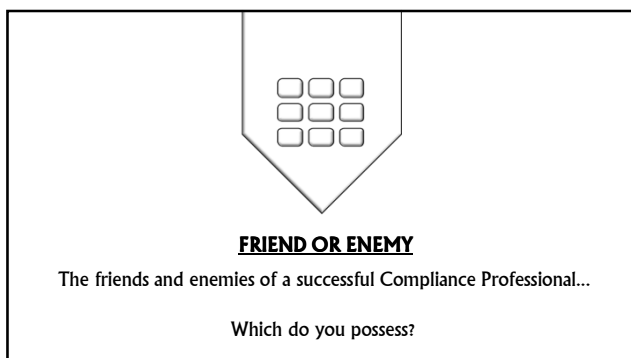 FRIEND OR ENEMY
The friends and enemies of a successful Compliance Professional...
Which do you possess?